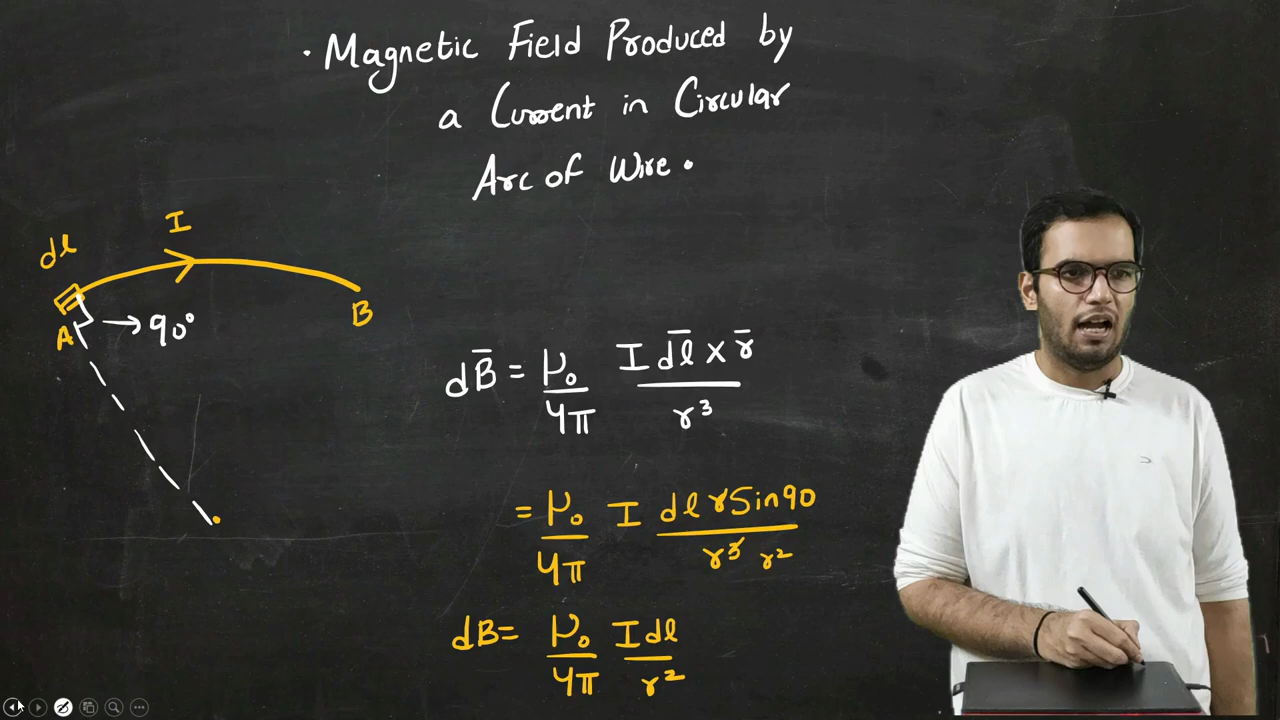 · Magnetic Field Produced by
a Current in Circular
Arc of Wire.
I
dl
A
→ 90°
B
dB̅ = μ₀/4π I dl̅ × r̅/r³
= μ₀/4π I dl r Sin90/r³ r²
dB = μ₀/4π I dl/r²